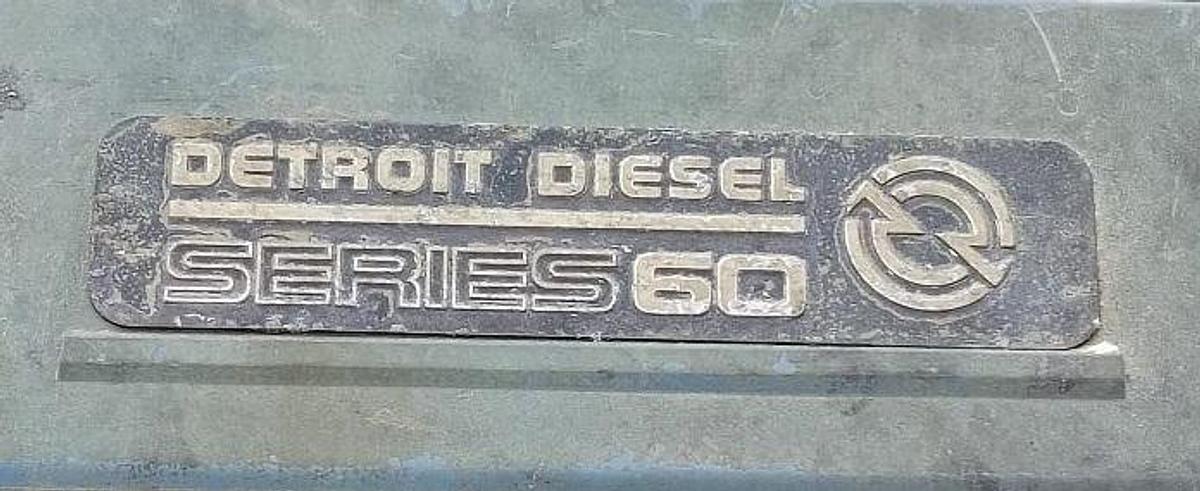 DETROIT DIESEL
SERIES 60